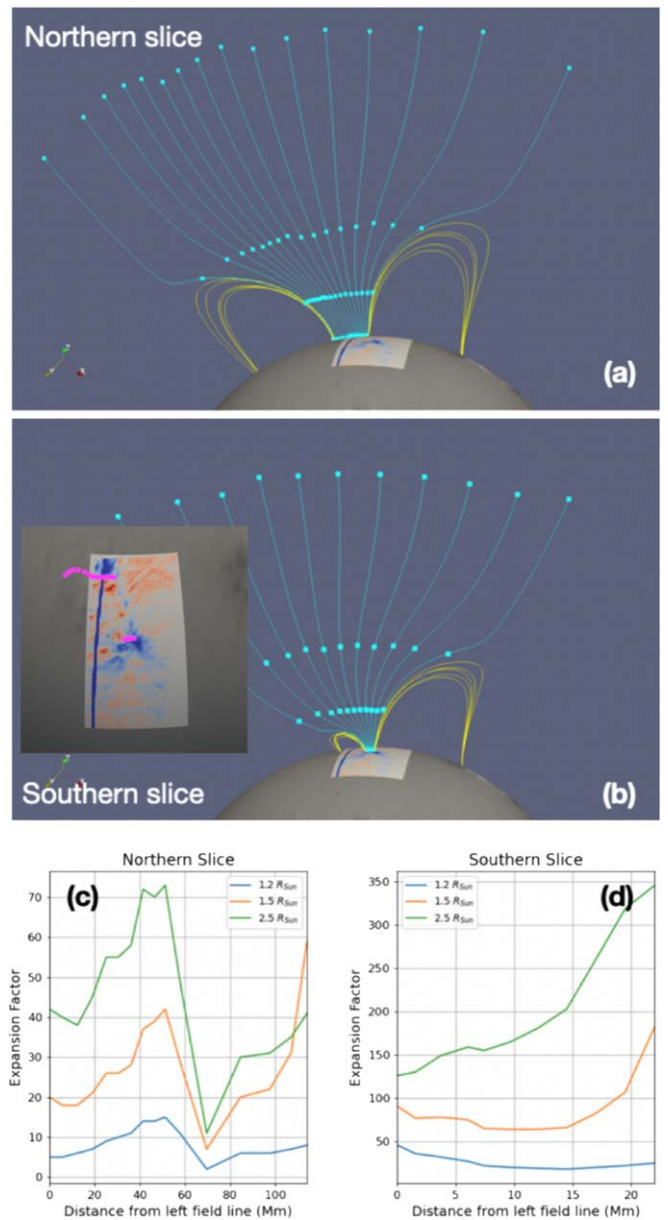 Northern slice
(a)
Southern slice
(b)
Northern Slice
(c)
1.2 R_Sun
1.5 R_Sun
2.5 R_Sun
Expansion Factor
70
60
50
40
30
20
10
0
0 20 40 60 80 100
Distance from left field line (Mm)
Southern Slice
(d)
1.2 R_Sun
1.5 R_Sun
2.5 R_Sun
Expansion Factor
350
300
250
200
150
100
50
0 5 10 15 20
Distance from left field line (Mm)